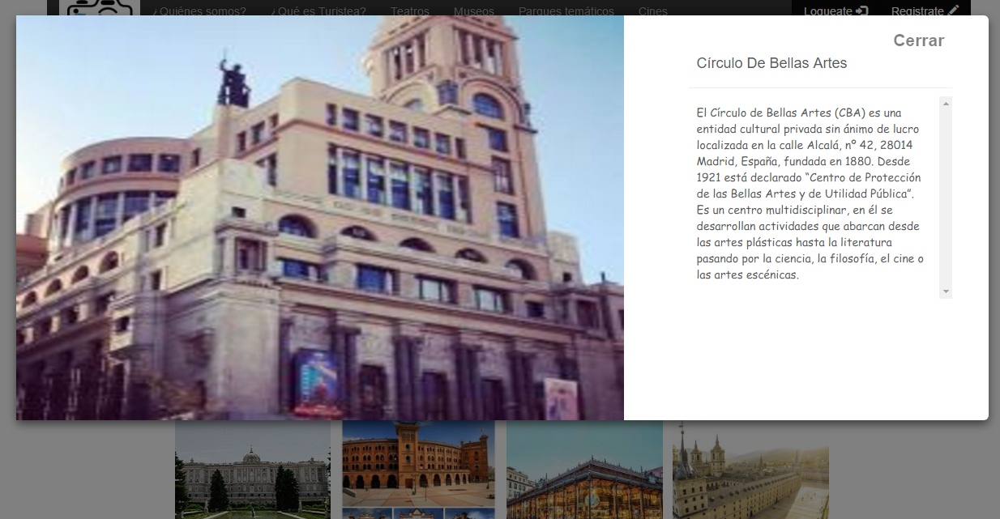 ¿Quiénes somos? ¿Qué es Turistea? Teatros Museos Parques temáticos Cines Logueate Registrate
Cerrar
Círculo De Bellas Artes
El Círculo de Bellas Artes (CBA) es una
entidad cultural privada sin ánimo de lucro
localizada en la calle Alcalá, nº 42, 28014
Madrid, España, fundada en 1880. Desde
1921 está declarado “Centro de Protección
de las Bellas Artes y de Utilidad Pública”.
Es un centro multidisciplinar, en él se
desarrollan actividades que abarcan desde
las artes plásticas hasta la literatura
pasando por la ciencia, la filosofía, el cine o
las artes escénicas.